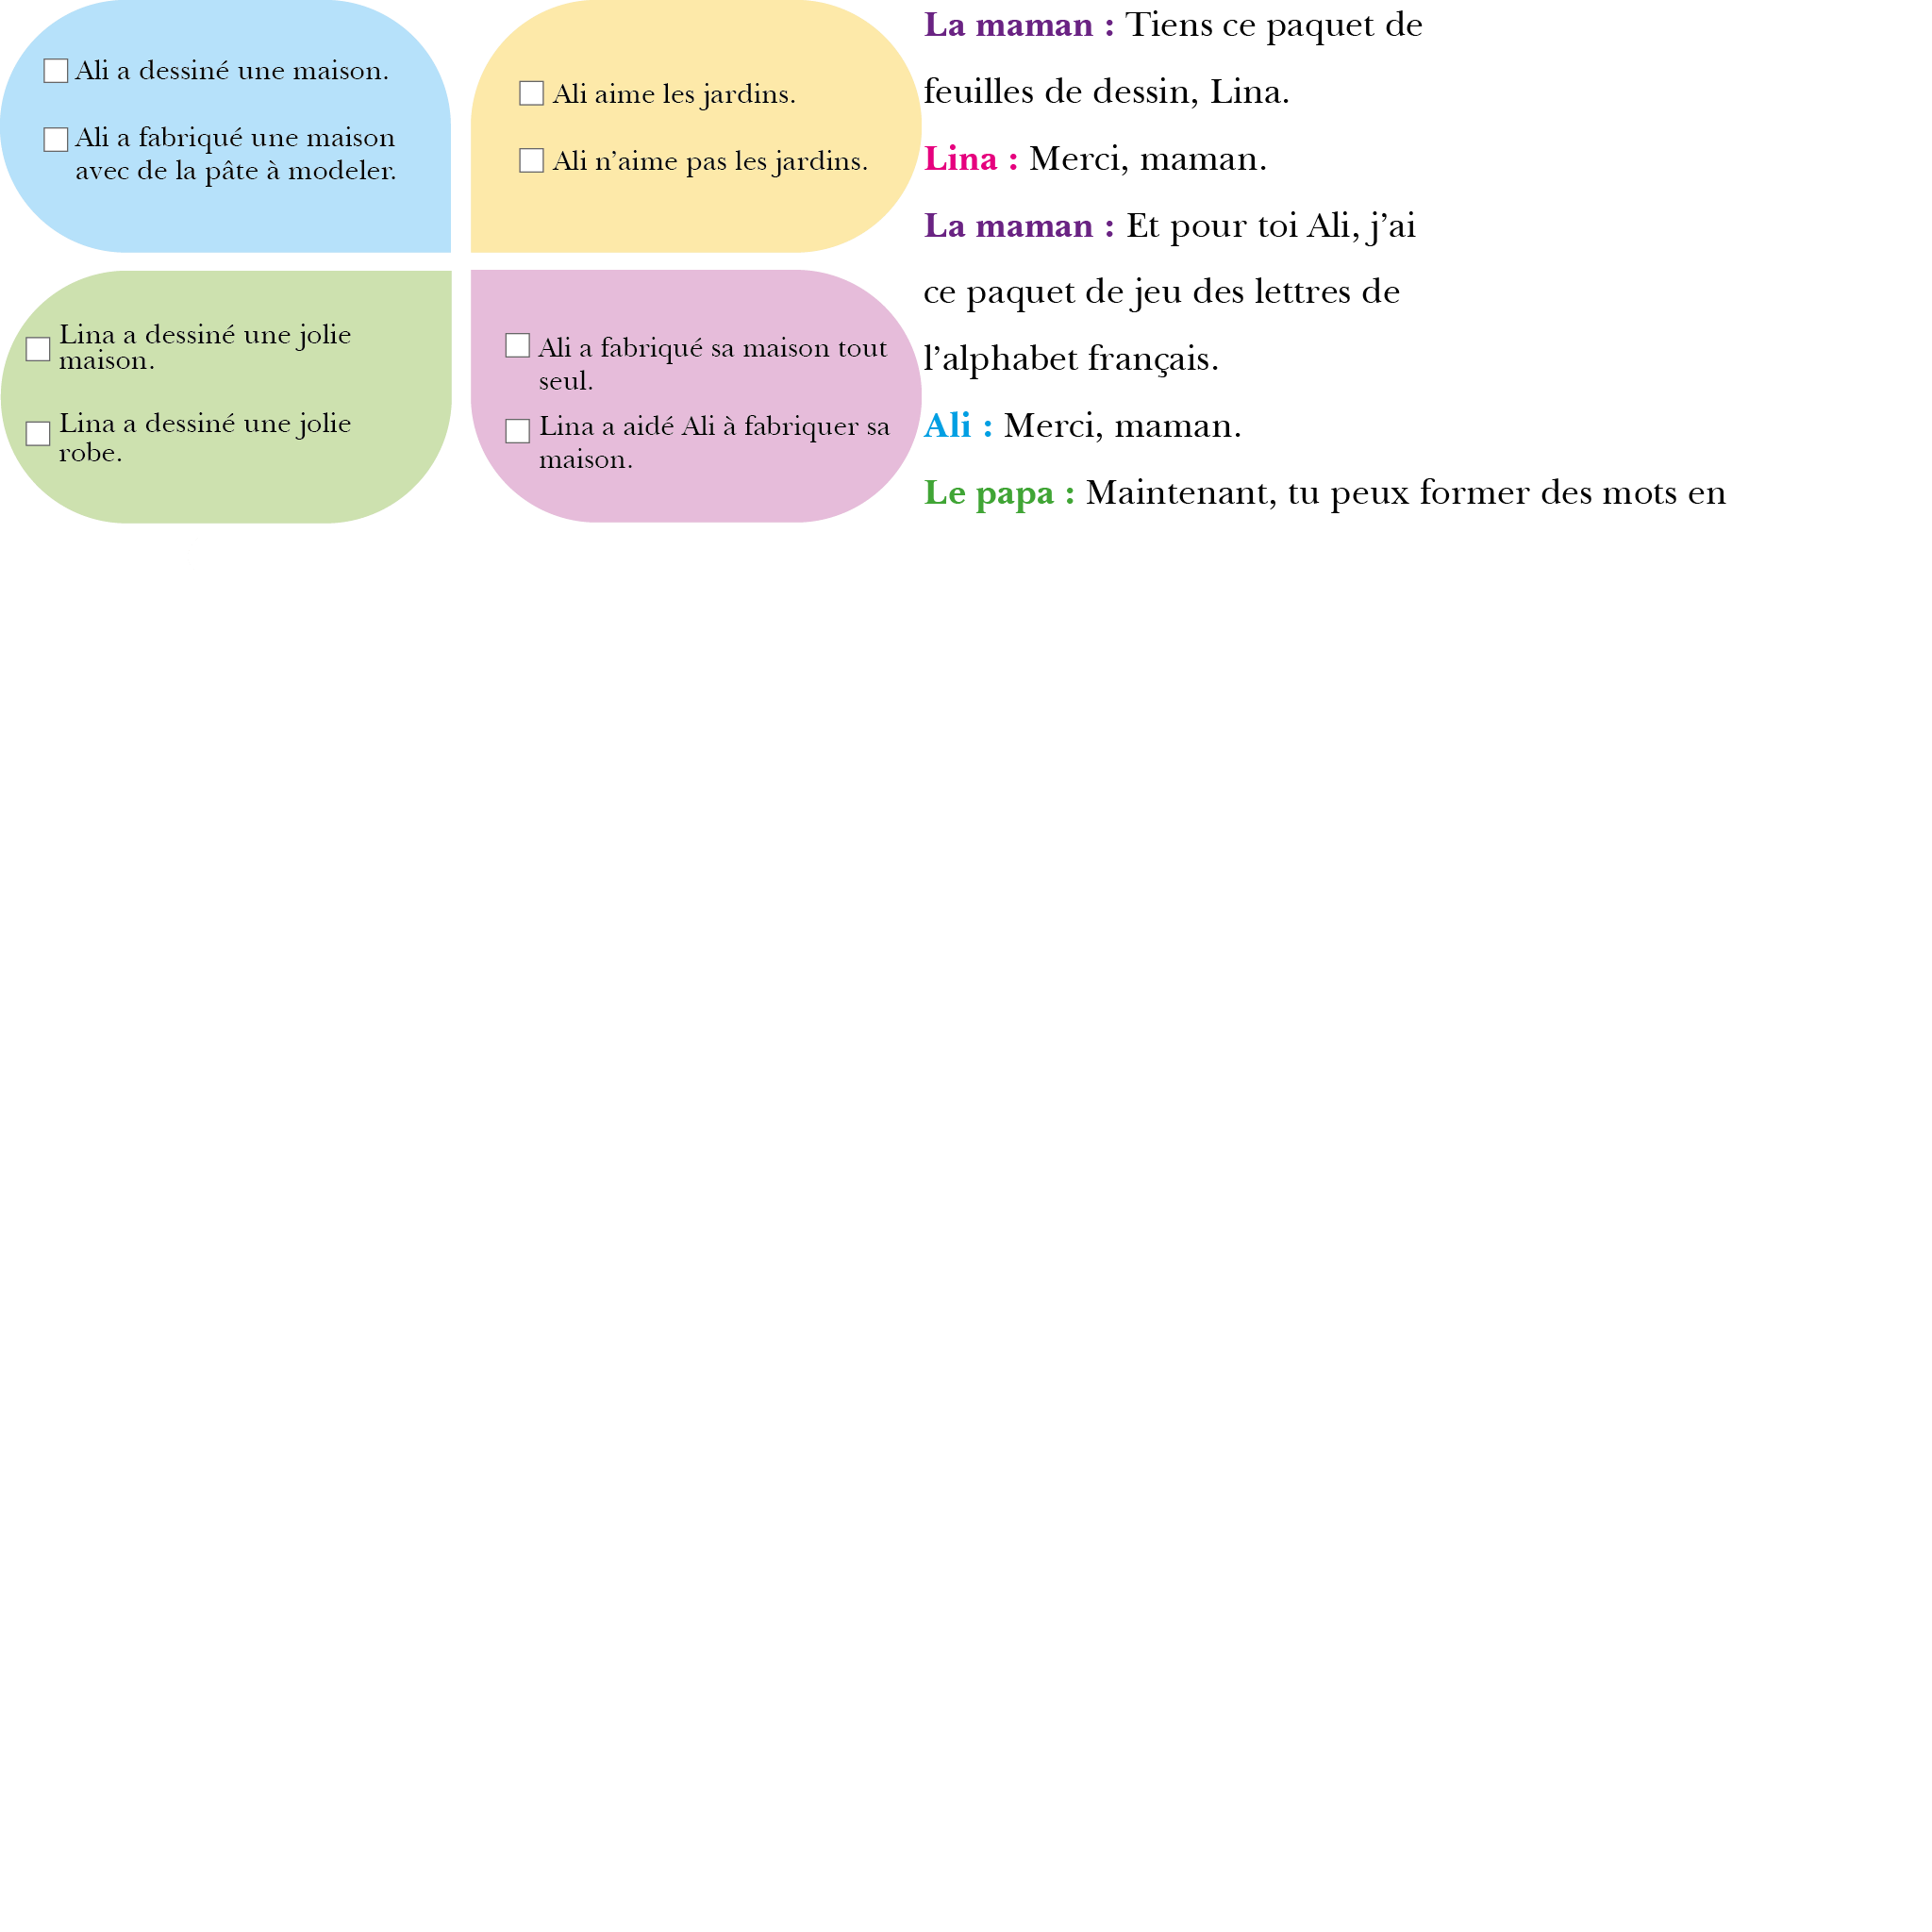 ☐ Ali a dessiné une maison.
☐ Ali a fabriqué une maison
avec de la pâte à modeler.
☐ Ali aime les jardins.
☐ Ali n’aime pas les jardins.
☐ Lina a dessiné une jolie
maison.
☐ Lina a dessiné une jolie
robe.
☐ Ali a fabriqué sa maison tout
seul.
☐ Lina a aidé Ali à fabriquer sa
maison.
La maman : Tiens ce paquet de
feuilles de dessin, Lina.
Lina : Merci, maman.
La maman : Et pour toi Ali, j’ai
ce paquet de jeu des lettres de
l’alphabet français.
Ali : Merci, maman.
Le papa : Maintenant, tu peux former des mots en